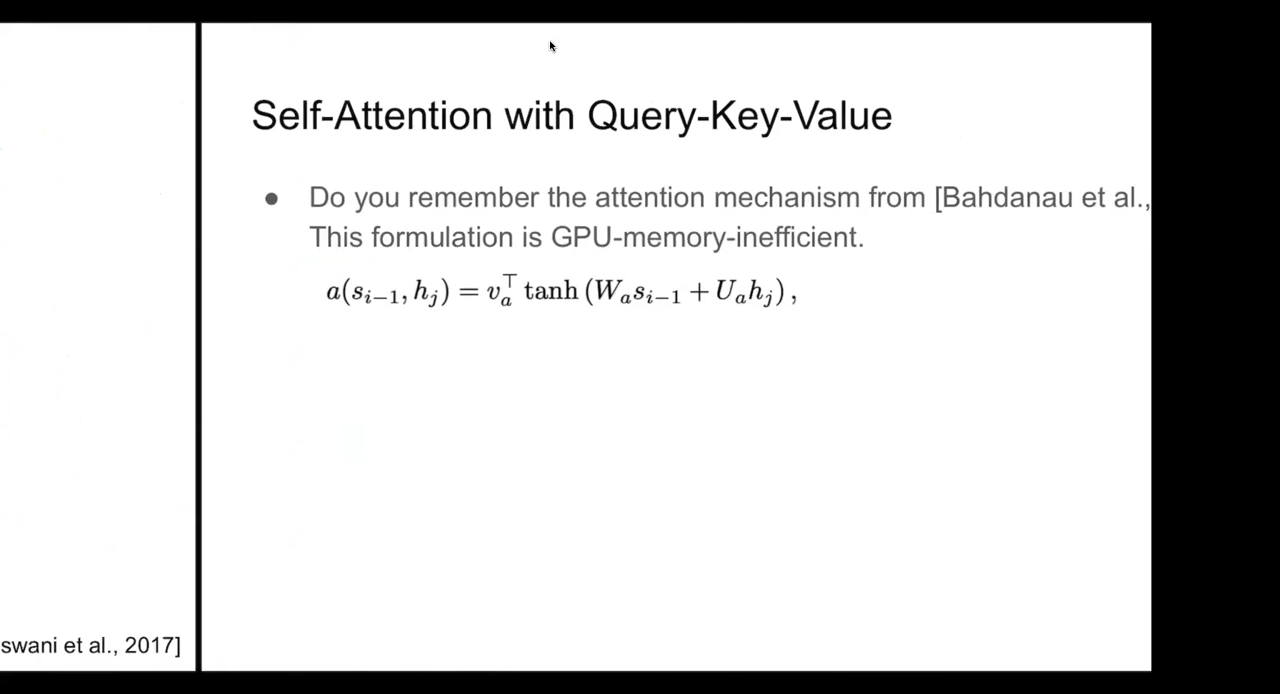 Self-Attention with Query-Key-Value
● Do you remember the attention mechanism from [Bahdanau et al.,
This formulation is GPU-memory-inefficient.
a(s_{i−1}, h_j) = v_a^⊤ tanh (W_a s_{i−1} + U_a h_j) ,
swani et al., 2017]